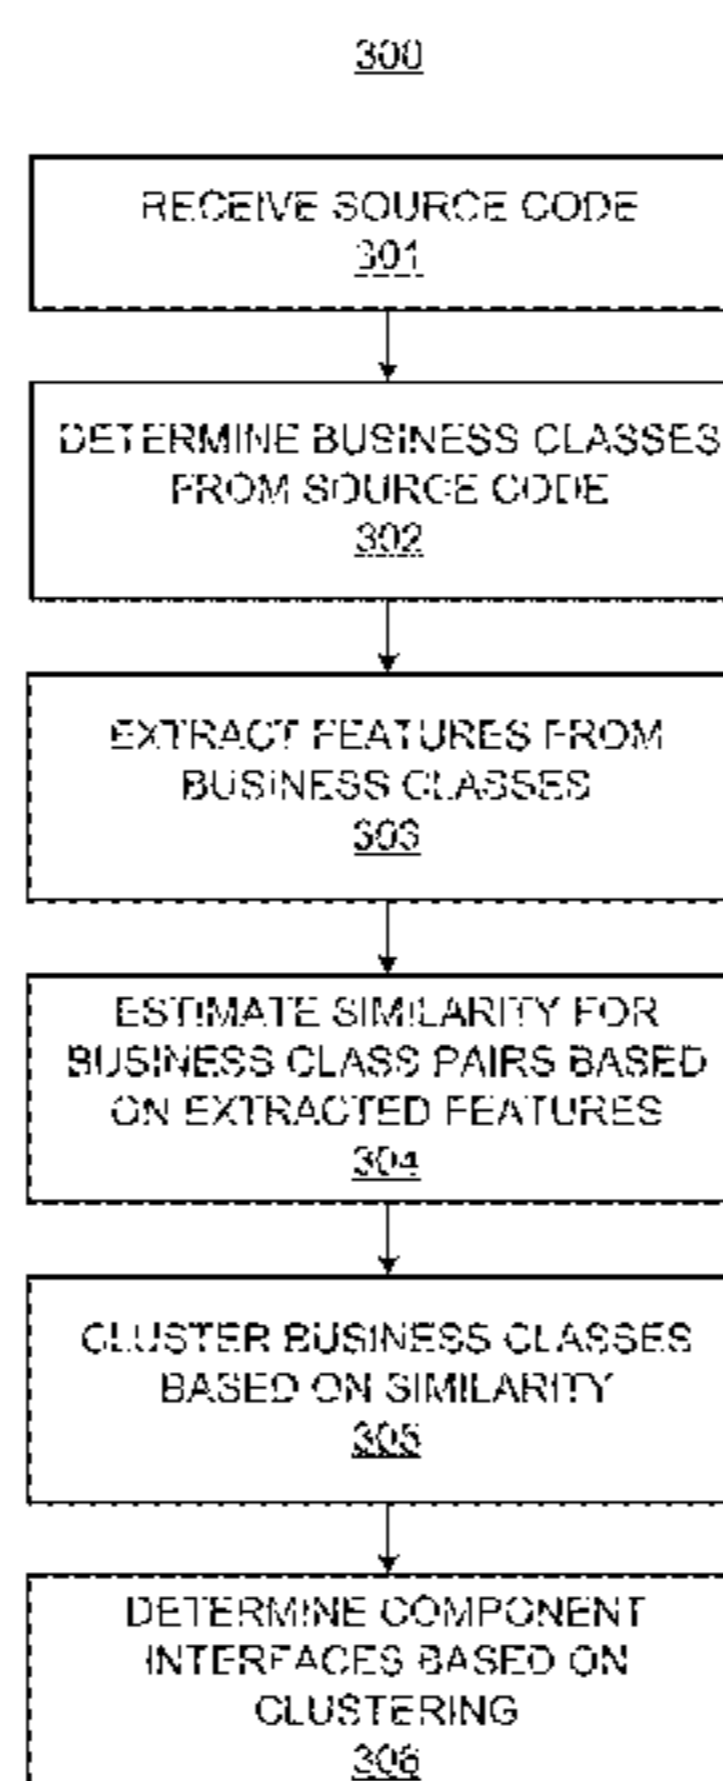 300
RECEIVE SOURCE CODE
301
DETERMINE BUSINESS CLASSES
FROM SOURCE CODE
302
EXTRACT FEATURES FROM
BUSINESS CLASSES
303
ESTIMATE SIMILARITY FOR
BUSINESS CLASS PAIRS BASED
ON EXTRACTED FEATURES
304
CLUSTER BUSINESS CLASSES
BASED ON SIMILARITY
305
DETERMINE COMPONENT
INTERFACES BASED ON
CLUSTERING
306